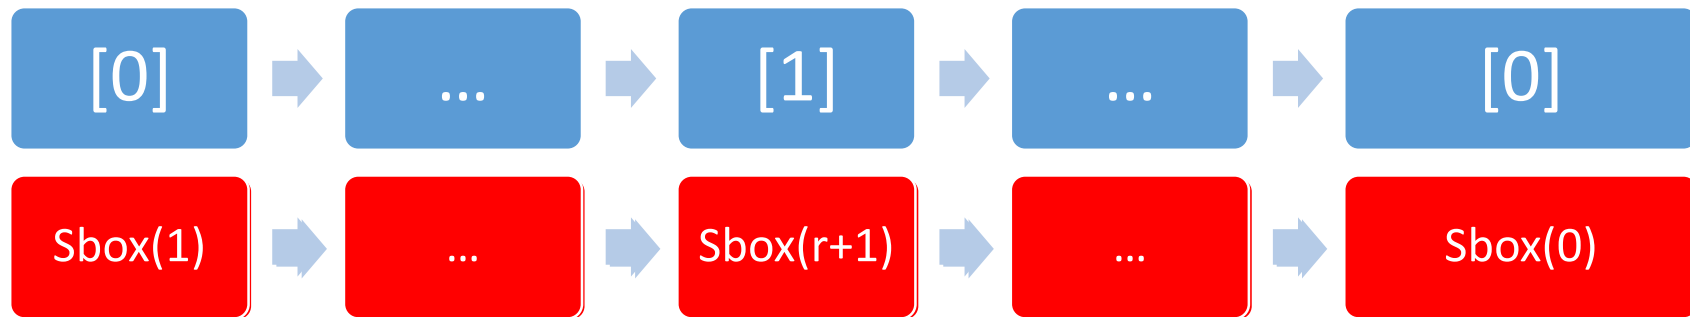 [0] ... [1] ... [0]
Sbox(1) ... Sbox(r+1) ... Sbox(0)